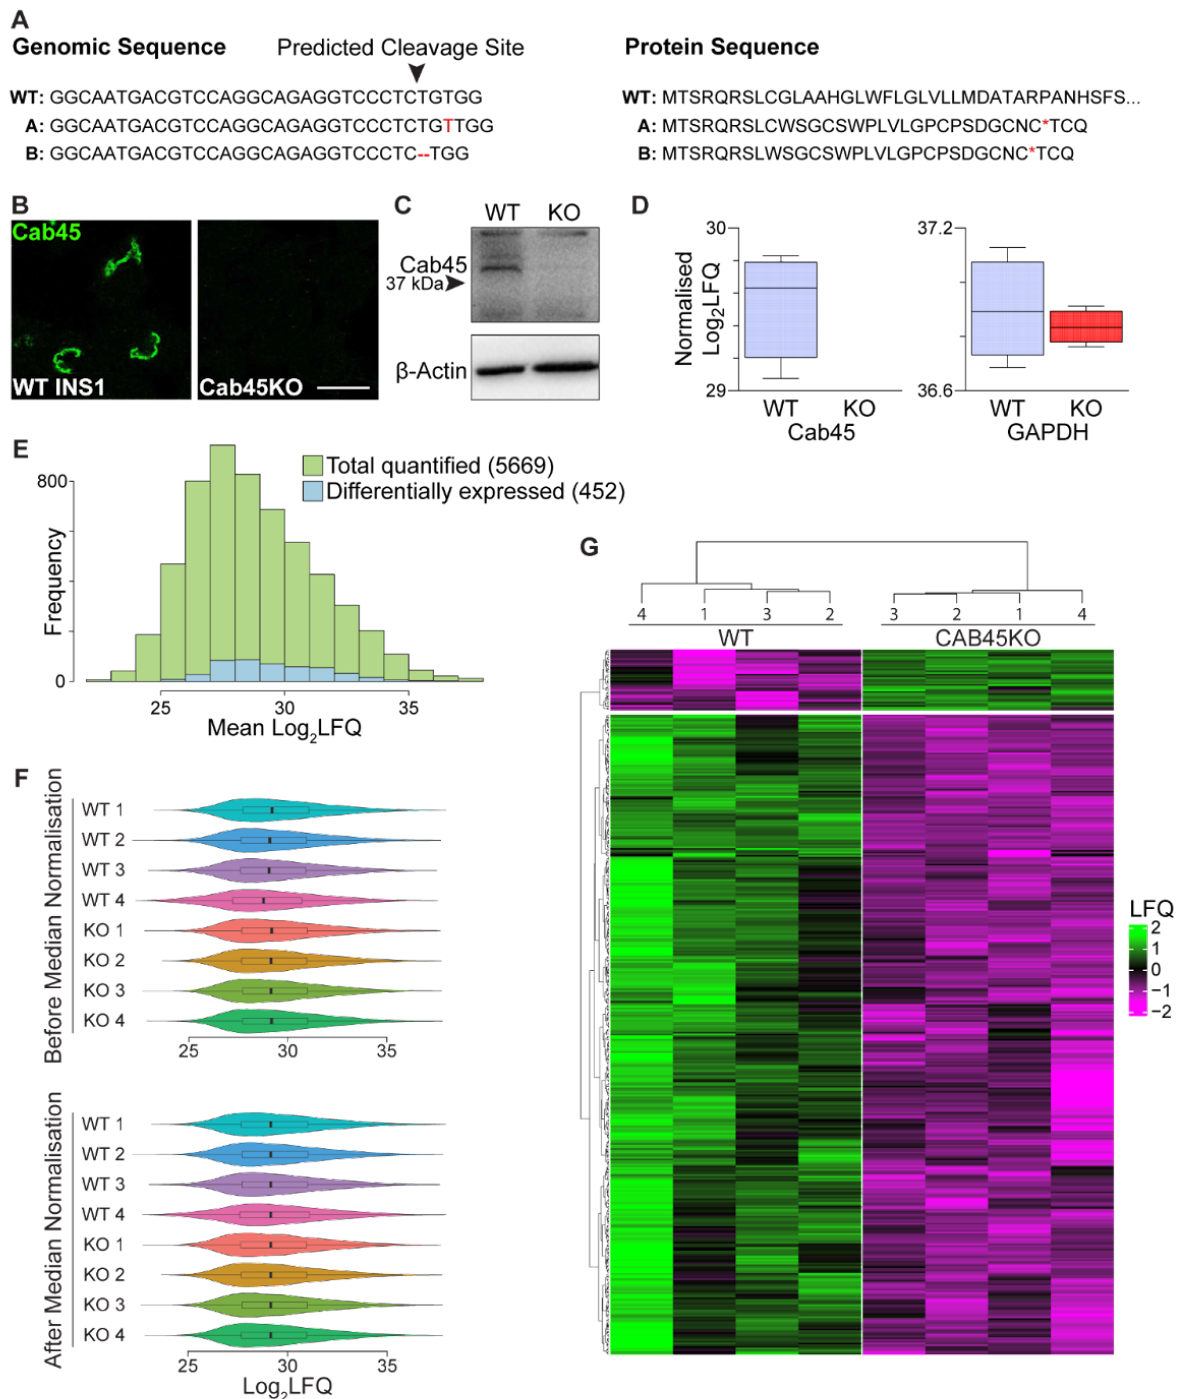 A
Genomic Sequence
Predicted Cleavage Site
WT: GGCAATGACGTCCAGGCAGAGGTCCCTCTGTGG
A: GGCAATGACGTCCAGGCAGAGGTCCCTCTGTTGG
B: GGCAATGACGTCCAGGCAGAGGTCCCTC--TGG
Protein Sequence
WT: MTSRQRSLCGLAAHGLWFLGLVLLMDATARPANHSFS...
A: MTSRQRSLCWSGCSWPLVLGPCPSDGCNC*TCQ
B: MTSRQRSLWSGCSWPLVLGPCPSDGCNC*TCQ
B
Cab45
WT INS1
Cab45KO
C
WT KO
Cab45
37 kDa
β-Actin
D
Normalised
Log2LFQ
30
29
WT KO
Cab45
37.2
36.6
WT KO
GAPDH
E
Total quantified (5669)
Differentially expressed (452)
Frequency
800
0
25 30 35
Mean Log2LFQ
F
Before Median Normalisation
WT 1
WT 2
WT 3
WT 4
KO 1
KO 2
KO 3
KO 4
25 30 35
After Median Normalisation
WT 1
WT 2
WT 3
WT 4
KO 1
KO 2
KO 3
KO 4
25 30 35
Log2LFQ
G
4 1 3 2
WT
3 2 1 4
CAB45KO
LFQ
2
1
0
−1
−2